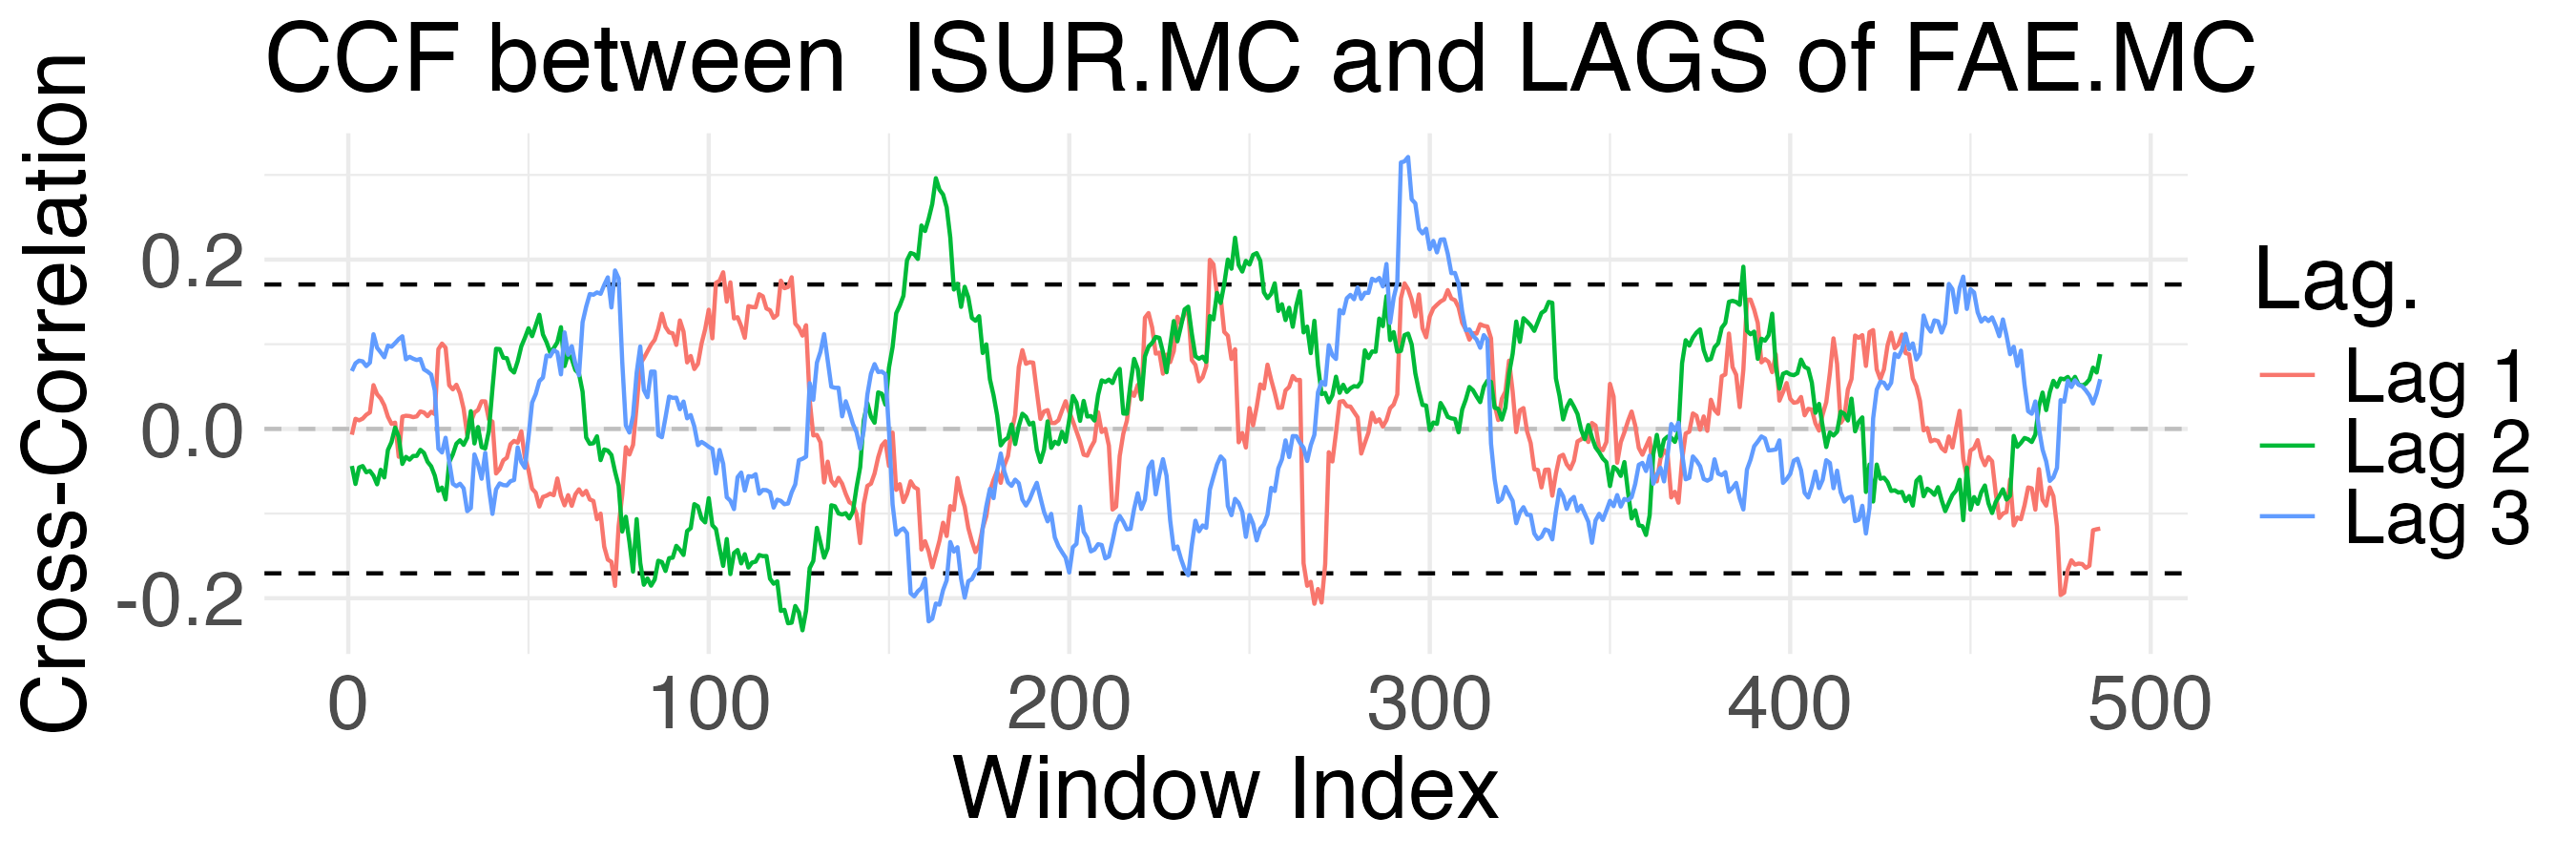 CCF between  ISUR.MC and LAGS of FAE.MC
Cross-Correlation
0.2
0.0
-0.2
0 100 200 300 400 500
Window Index
Lag.
Lag 1
Lag 2
Lag 3